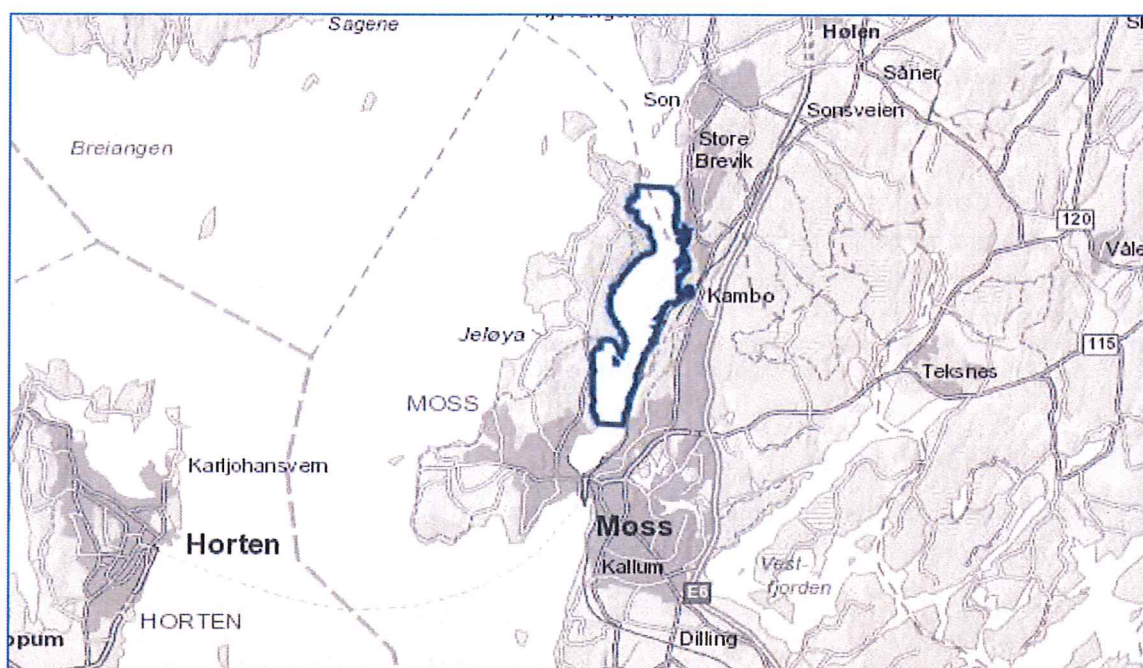 Sagene
Hølen
Såner
Son
Sonsveien
Store
Brevik
Breiangen
120
Våle
Kambo
Jeløya
115
Teksnes
MOSS
Karljohansvern
Horten
Moss
Vest-
fjorden
Kallum
E6
HORTEN
Dilling
opum